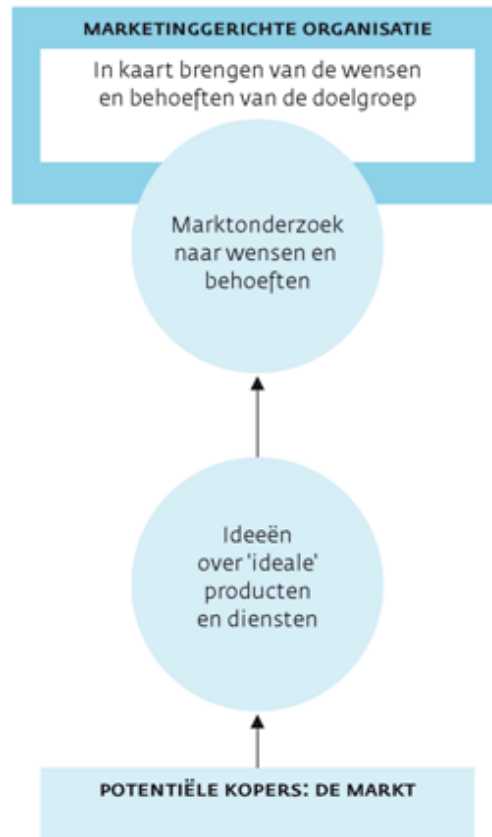 MARKETINGGERICHTE ORGANISATIE
In kaart brengen van de wensen
en behoeften van de doelgroep
Marktonderzoek
naar wensen en
behoeften
Ideeën
over 'ideale'
producten
en diensten
POTENTIËLE KOPERS: DE MARKT